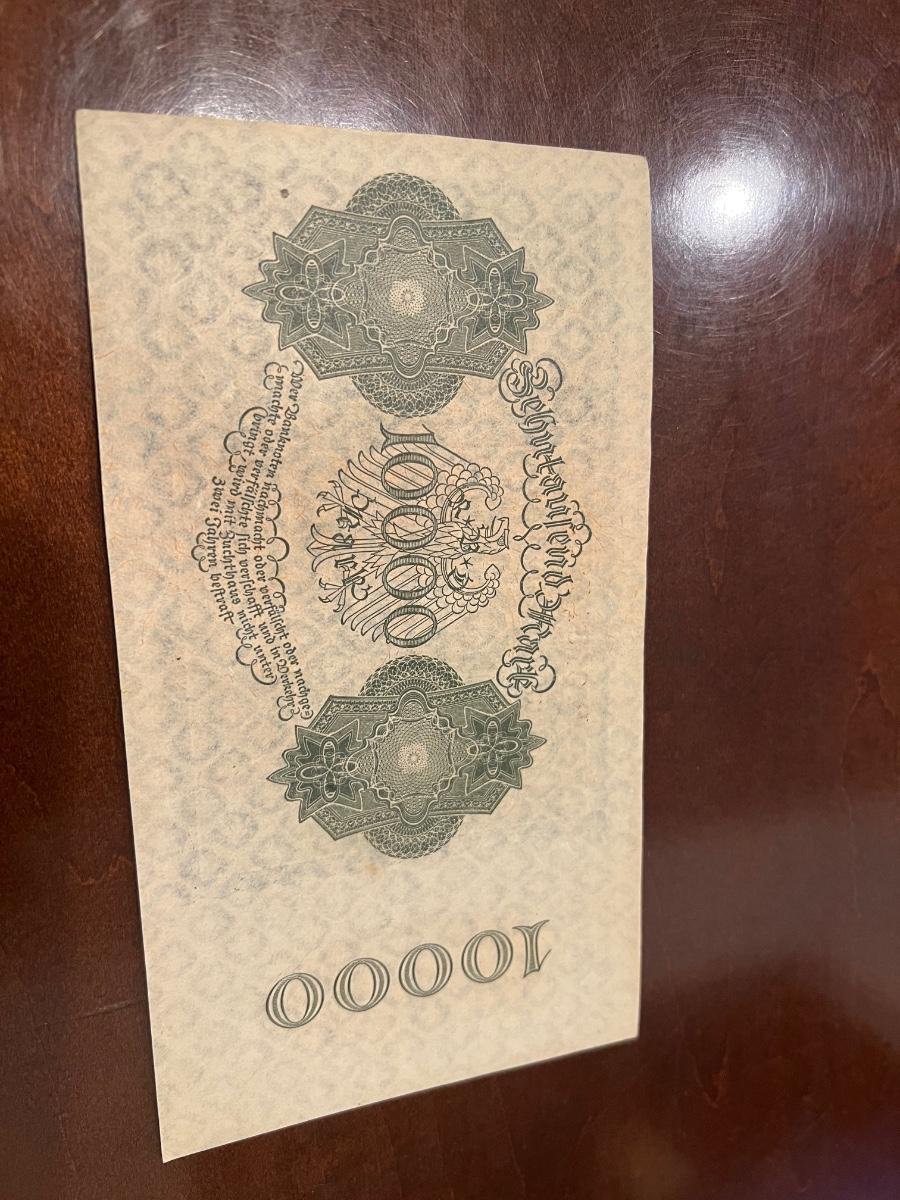 Zehntausend Mark
10000
Wer Banknoten nachmacht oder verfälscht oder nachge=
machte oder verfälschte sich verschafft und in Verkehr
bringt, wird mit Zuchthaus nicht unter
Zwei Jahren bestraft
10000